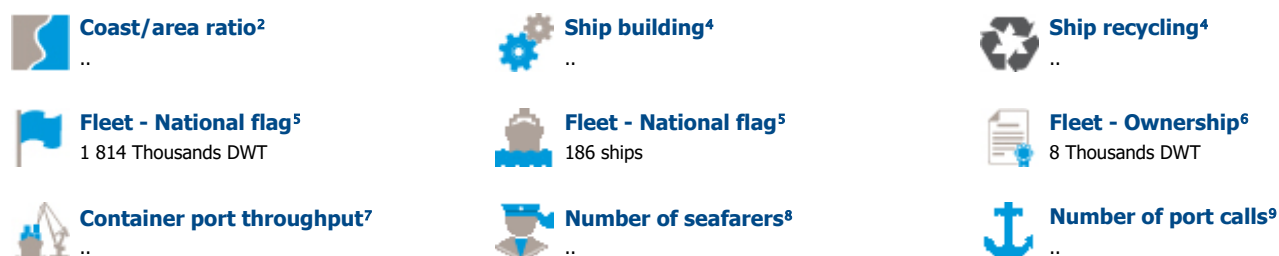 Coast/area ratio²
..
Ship building⁴
..
Ship recycling⁴
..
Fleet - National flag⁵
1 814 Thousands DWT
Fleet - National flag⁵
186 ships
Fleet - Ownership⁶
8 Thousands DWT
Container port throughput⁷
..
Number of seafarers⁸
..
Number of port calls⁹
..